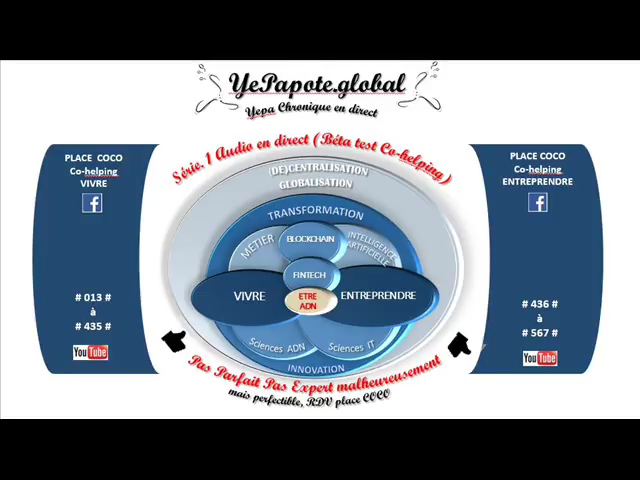 YePapote.global
Yepa Chronique en direct
Série, 1 Audio en direct (Béta test Co-helping)
PLACE COCO
Co-helping
VIVRE
# 013 #
à
# 435 #
YouTube
(DE)CENTRALISATION
GLOBALISATION
TRANSFORMATION
METIER
BLOCKCHAIN
INTELLIGENCE
ARTIFICIELLE
FINTECH
VIVRE
ETRE
ADN
ENTREPRENDRE
Sciences ADN
Sciences IT
INNOVATION
Pas Parfait Pas Expert malheureusement
mais perfectible, RDV place COCO
PLACE COCO
Co-helping
ENTREPRENDRE
# 436 #
à
# 567 #
YouTube